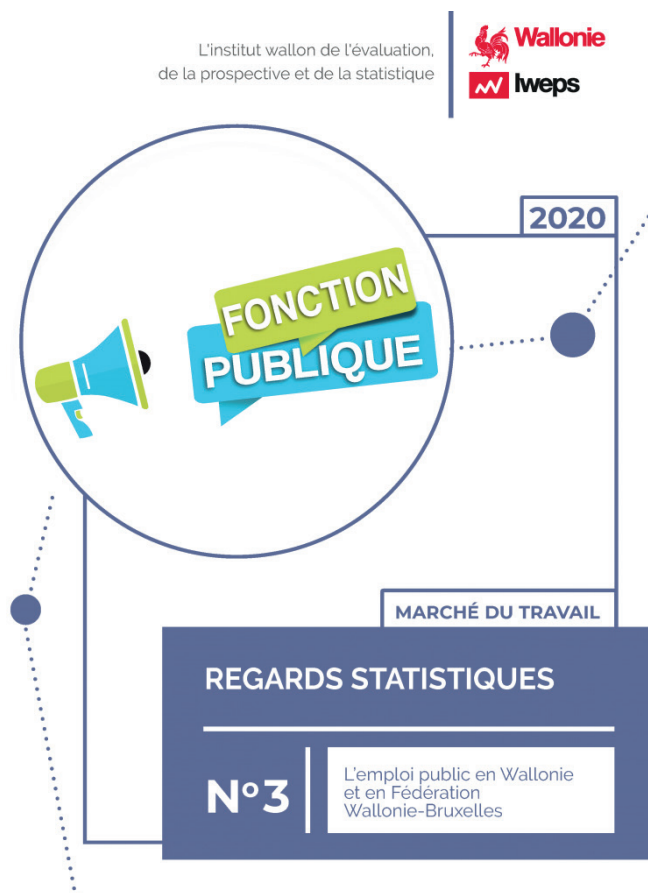 L'institut wallon de l'évaluation,
de la prospective et de la statistique
Wallonie
Iweps
2020
FONCTION
PUBLIQUE
MARCHÉ DU TRAVAIL
REGARDS STATISTIQUES
N°3
L'emploi public en Wallonie
et en Fédération
Wallonie-Bruxelles